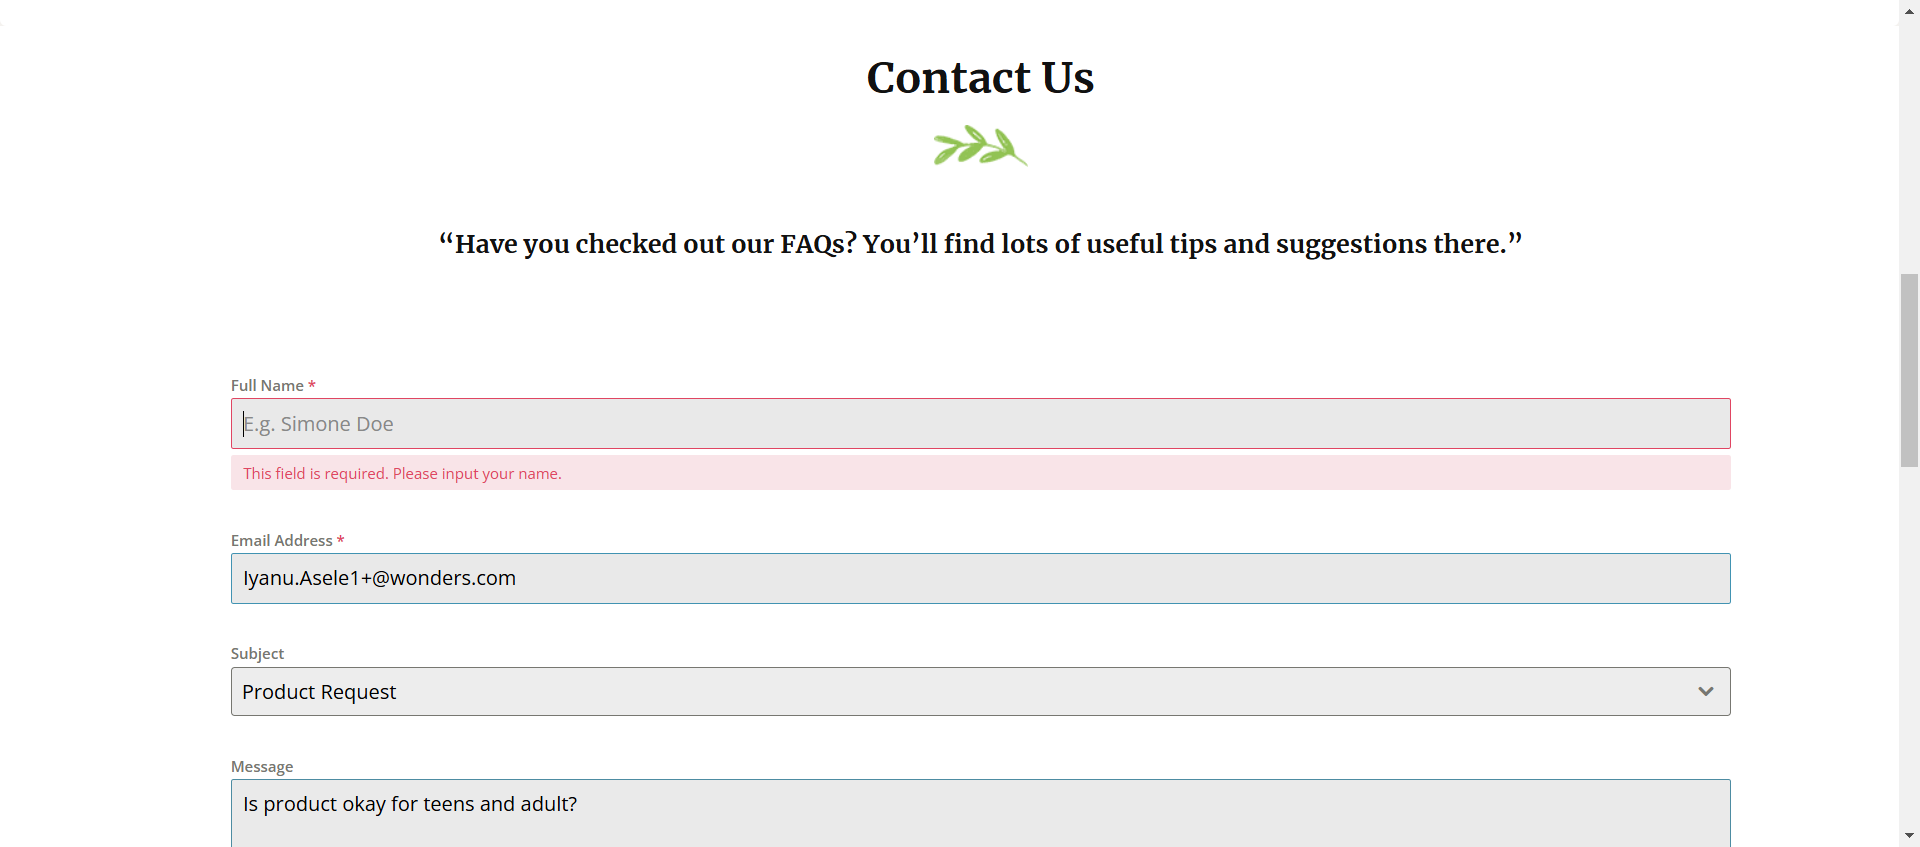 Contact Us
“Have you checked out our FAQs? You’ll find lots of useful tips and suggestions there.”
Full Name *
E.g. Simone Doe
This field is required. Please input your name.
Email Address *
Iyanu.Asele1+@wonders.com
Subject
Product Request
Message
Is product okay for teens and adult?